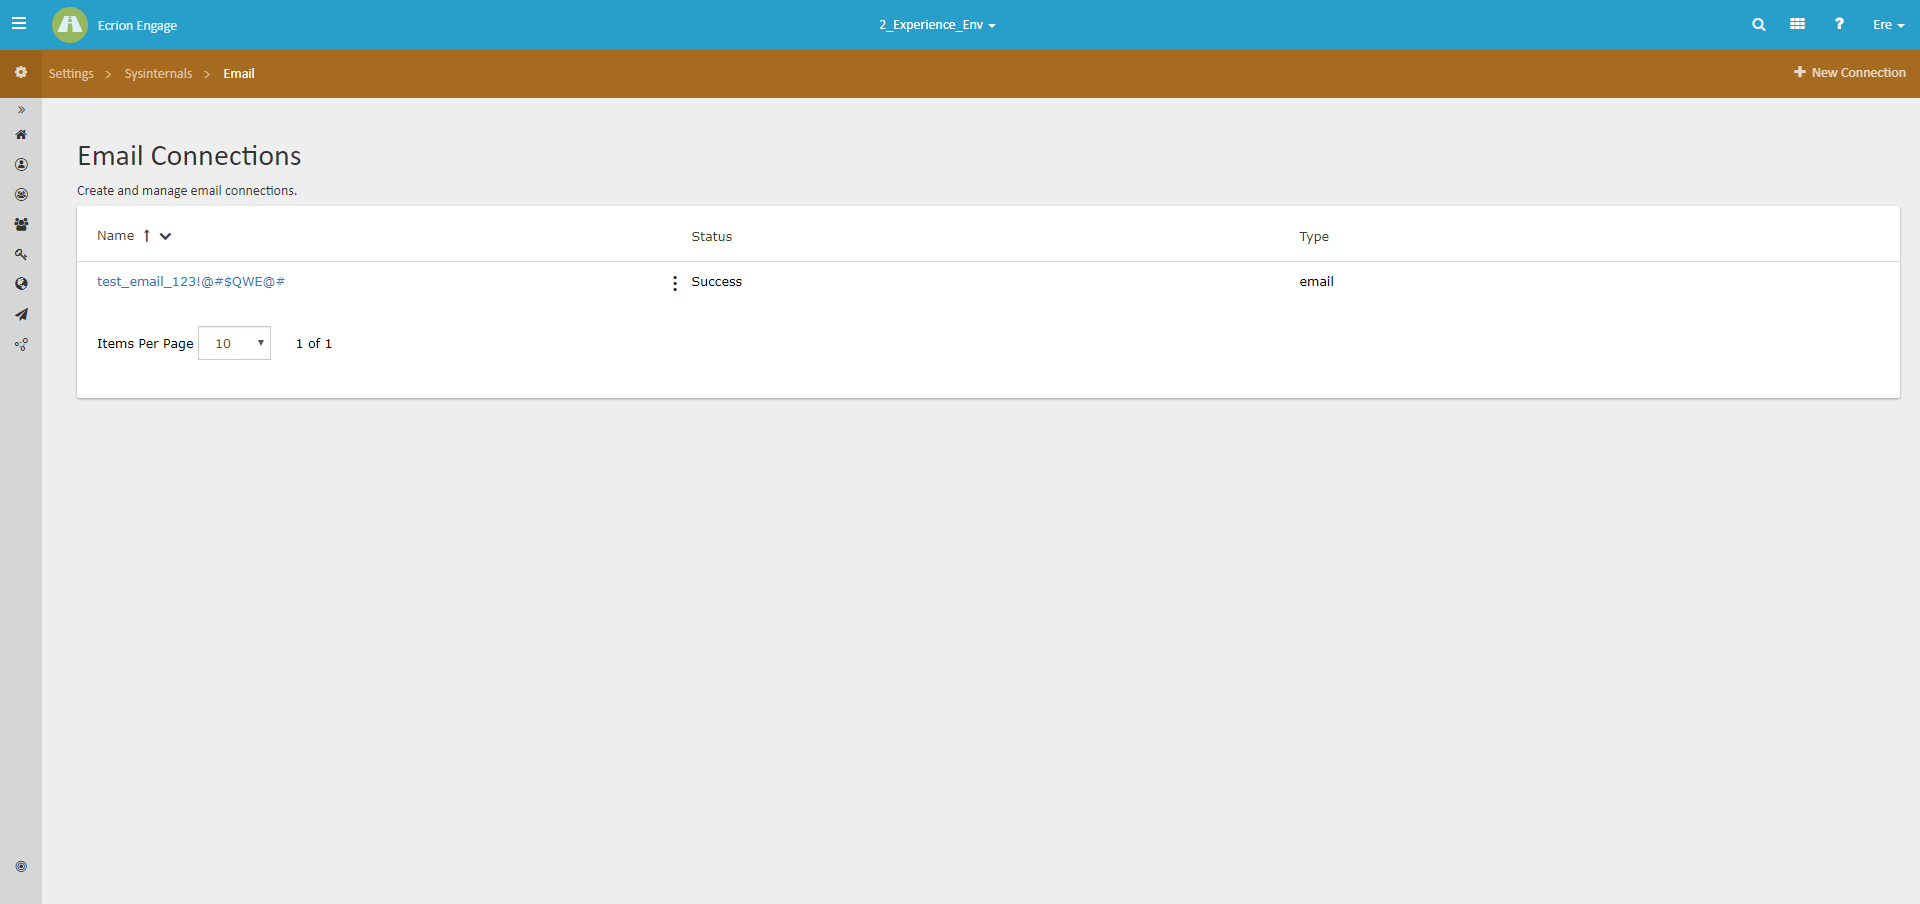 Ecrion Engage
2_Experience_Env
Ere
Settings > Sysinternals > Email
New Connection
Email Connections
Create and manage email connections.
Name Status Type
test_email_123!@#$QWE@# Success email
Items Per Page 10 1 of 1